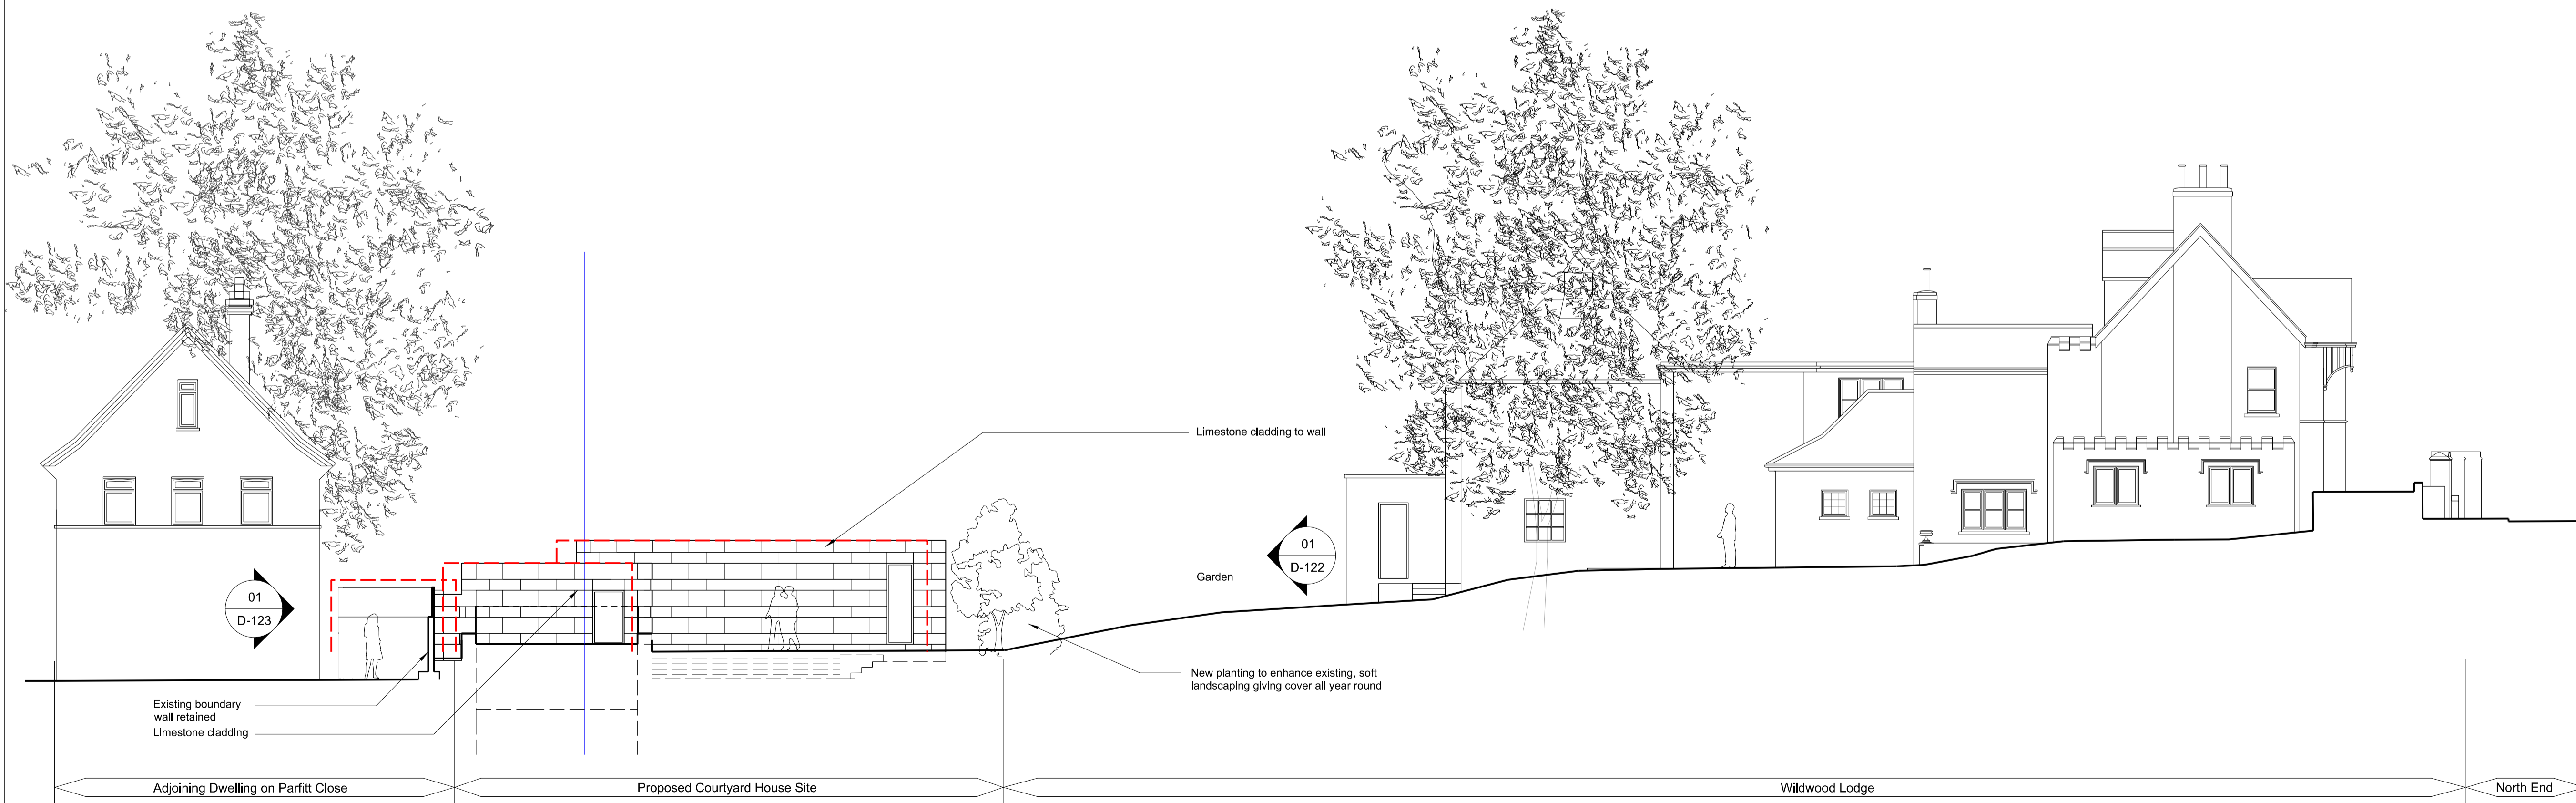 Limestone cladding to wall
01
D-122
Garden
01
D-123
New planting to enhance existing, soft
landscaping giving cover all year round
Existing boundary
wall retained
Limestone cladding
Adjoining Dwelling on Parfitt Close
Proposed Courtyard House Site
Wildwood Lodge
North End